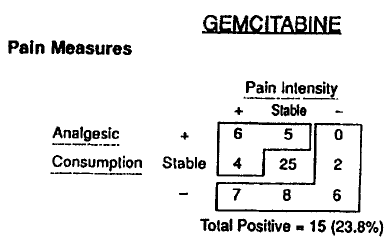 GEMCITABINE
Pain Measures
Pain Intensity
+ Stable −
Analgesic + 6 5 0
Consumption Stable 4 25 2
− 7 8 6
Total Positive = 15 (23.8%)